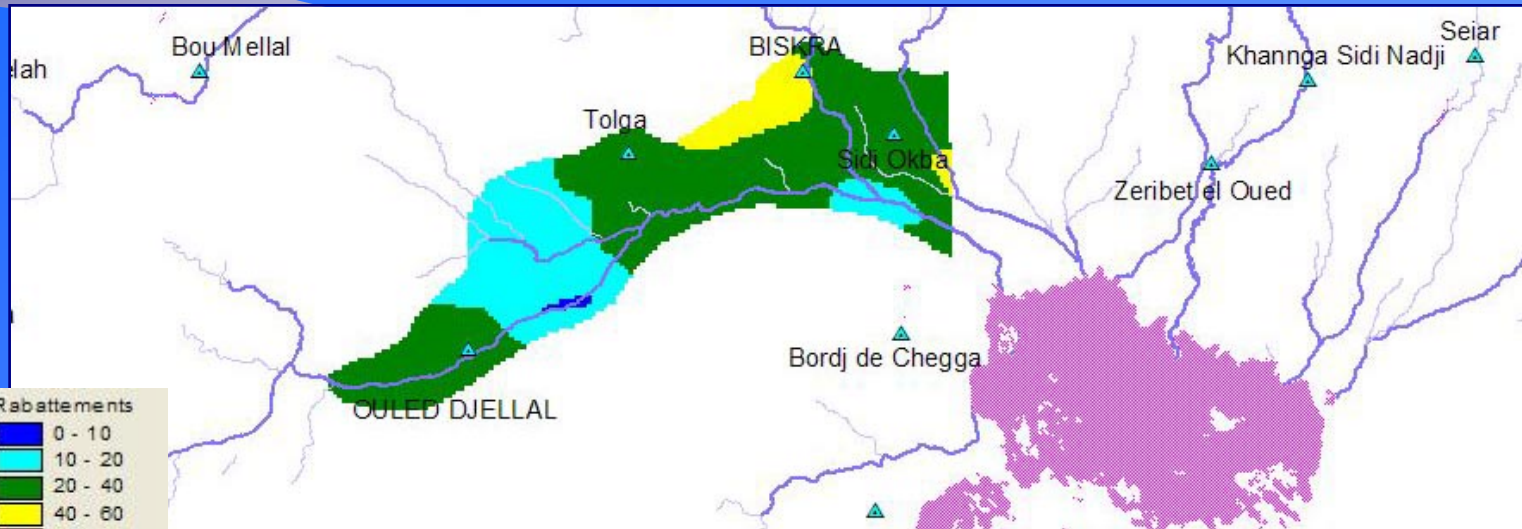 Seiar
Bou Mellal
BISKRA
Khannga Sidi Nadji
elah
Tolga
Sidi Okba
Zeribet el Oued
Bordj de Chegga
OULED DJELLAL
Rabattements
0 - 10
10 - 20
20 - 40
40 - 60